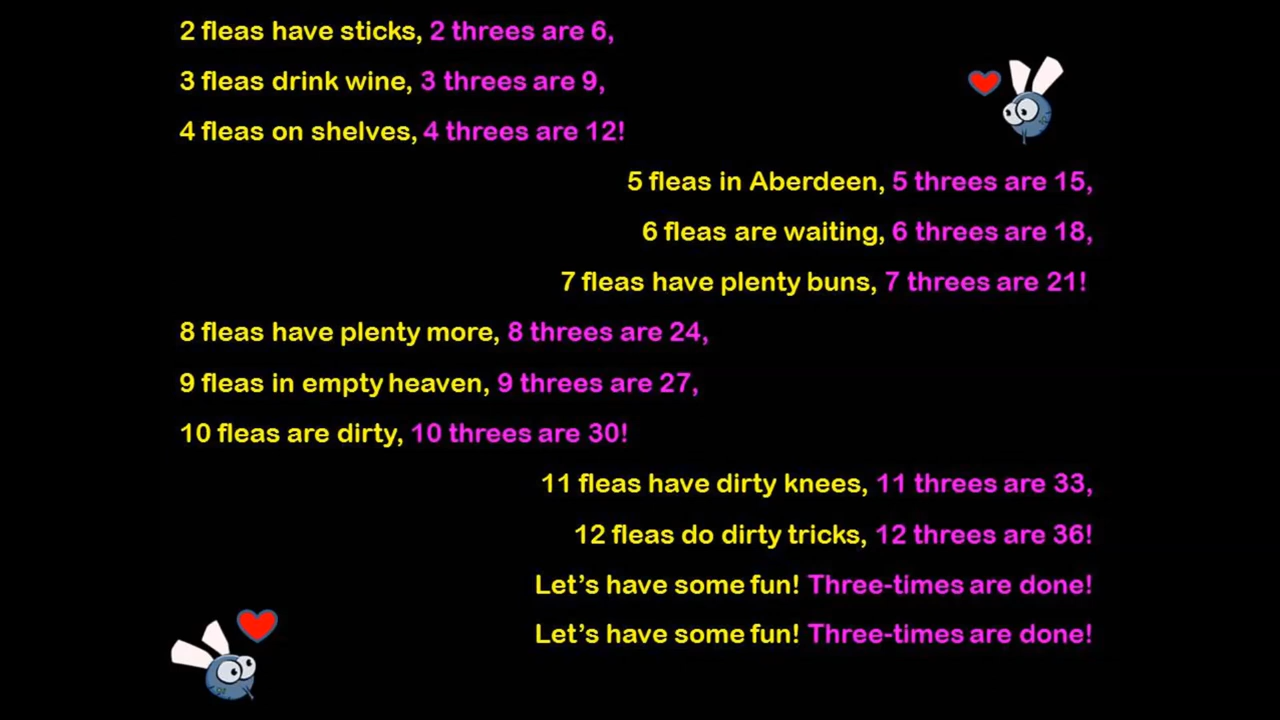 2 fleas have sticks, 2 threes are 6,
3 fleas drink wine, 3 threes are 9,
4 fleas on shelves, 4 threes are 12!
5 fleas in Aberdeen, 5 threes are 15,
6 fleas are waiting, 6 threes are 18,
7 fleas have plenty buns, 7 threes are 21!
8 fleas have plenty more, 8 threes are 24,
9 fleas in empty heaven, 9 threes are 27,
10 fleas are dirty, 10 threes are 30!
11 fleas have dirty knees, 11 threes are 33,
12 fleas do dirty tricks, 12 threes are 36!
Let’s have some fun! Three-times are done!
Let’s have some fun! Three-times are done!